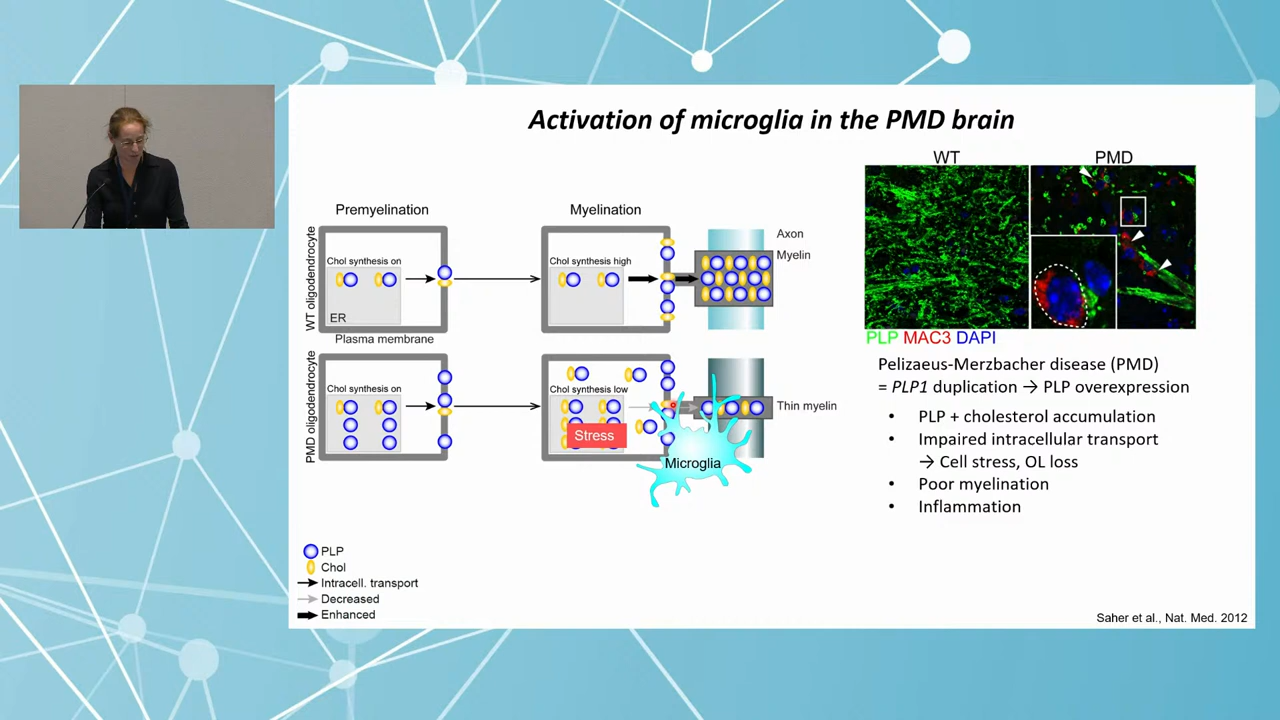 Activation of microglia in the PMD brain
Premyelination
Myelination
WT oligodendrocyte
Chol synthesis on
ER
Plasma membrane
Chol synthesis high
Axon
Myelin
PMD oligodendrocyte
Chol synthesis on
Chol synthesis low
Stress
Microglia
Thin myelin
PLP
Chol
Intracell. transport
Decreased
Enhanced
WT
PMD
PLP MAC3 DAPI
Pelizaeus-Merzbacher disease (PMD)
= PLP1 duplication → PLP overexpression
• PLP + cholesterol accumulation
• Impaired intracellular transport
→ Cell stress, OL loss
• Poor myelination
• Inflammation
Saher et al., Nat. Med. 2012